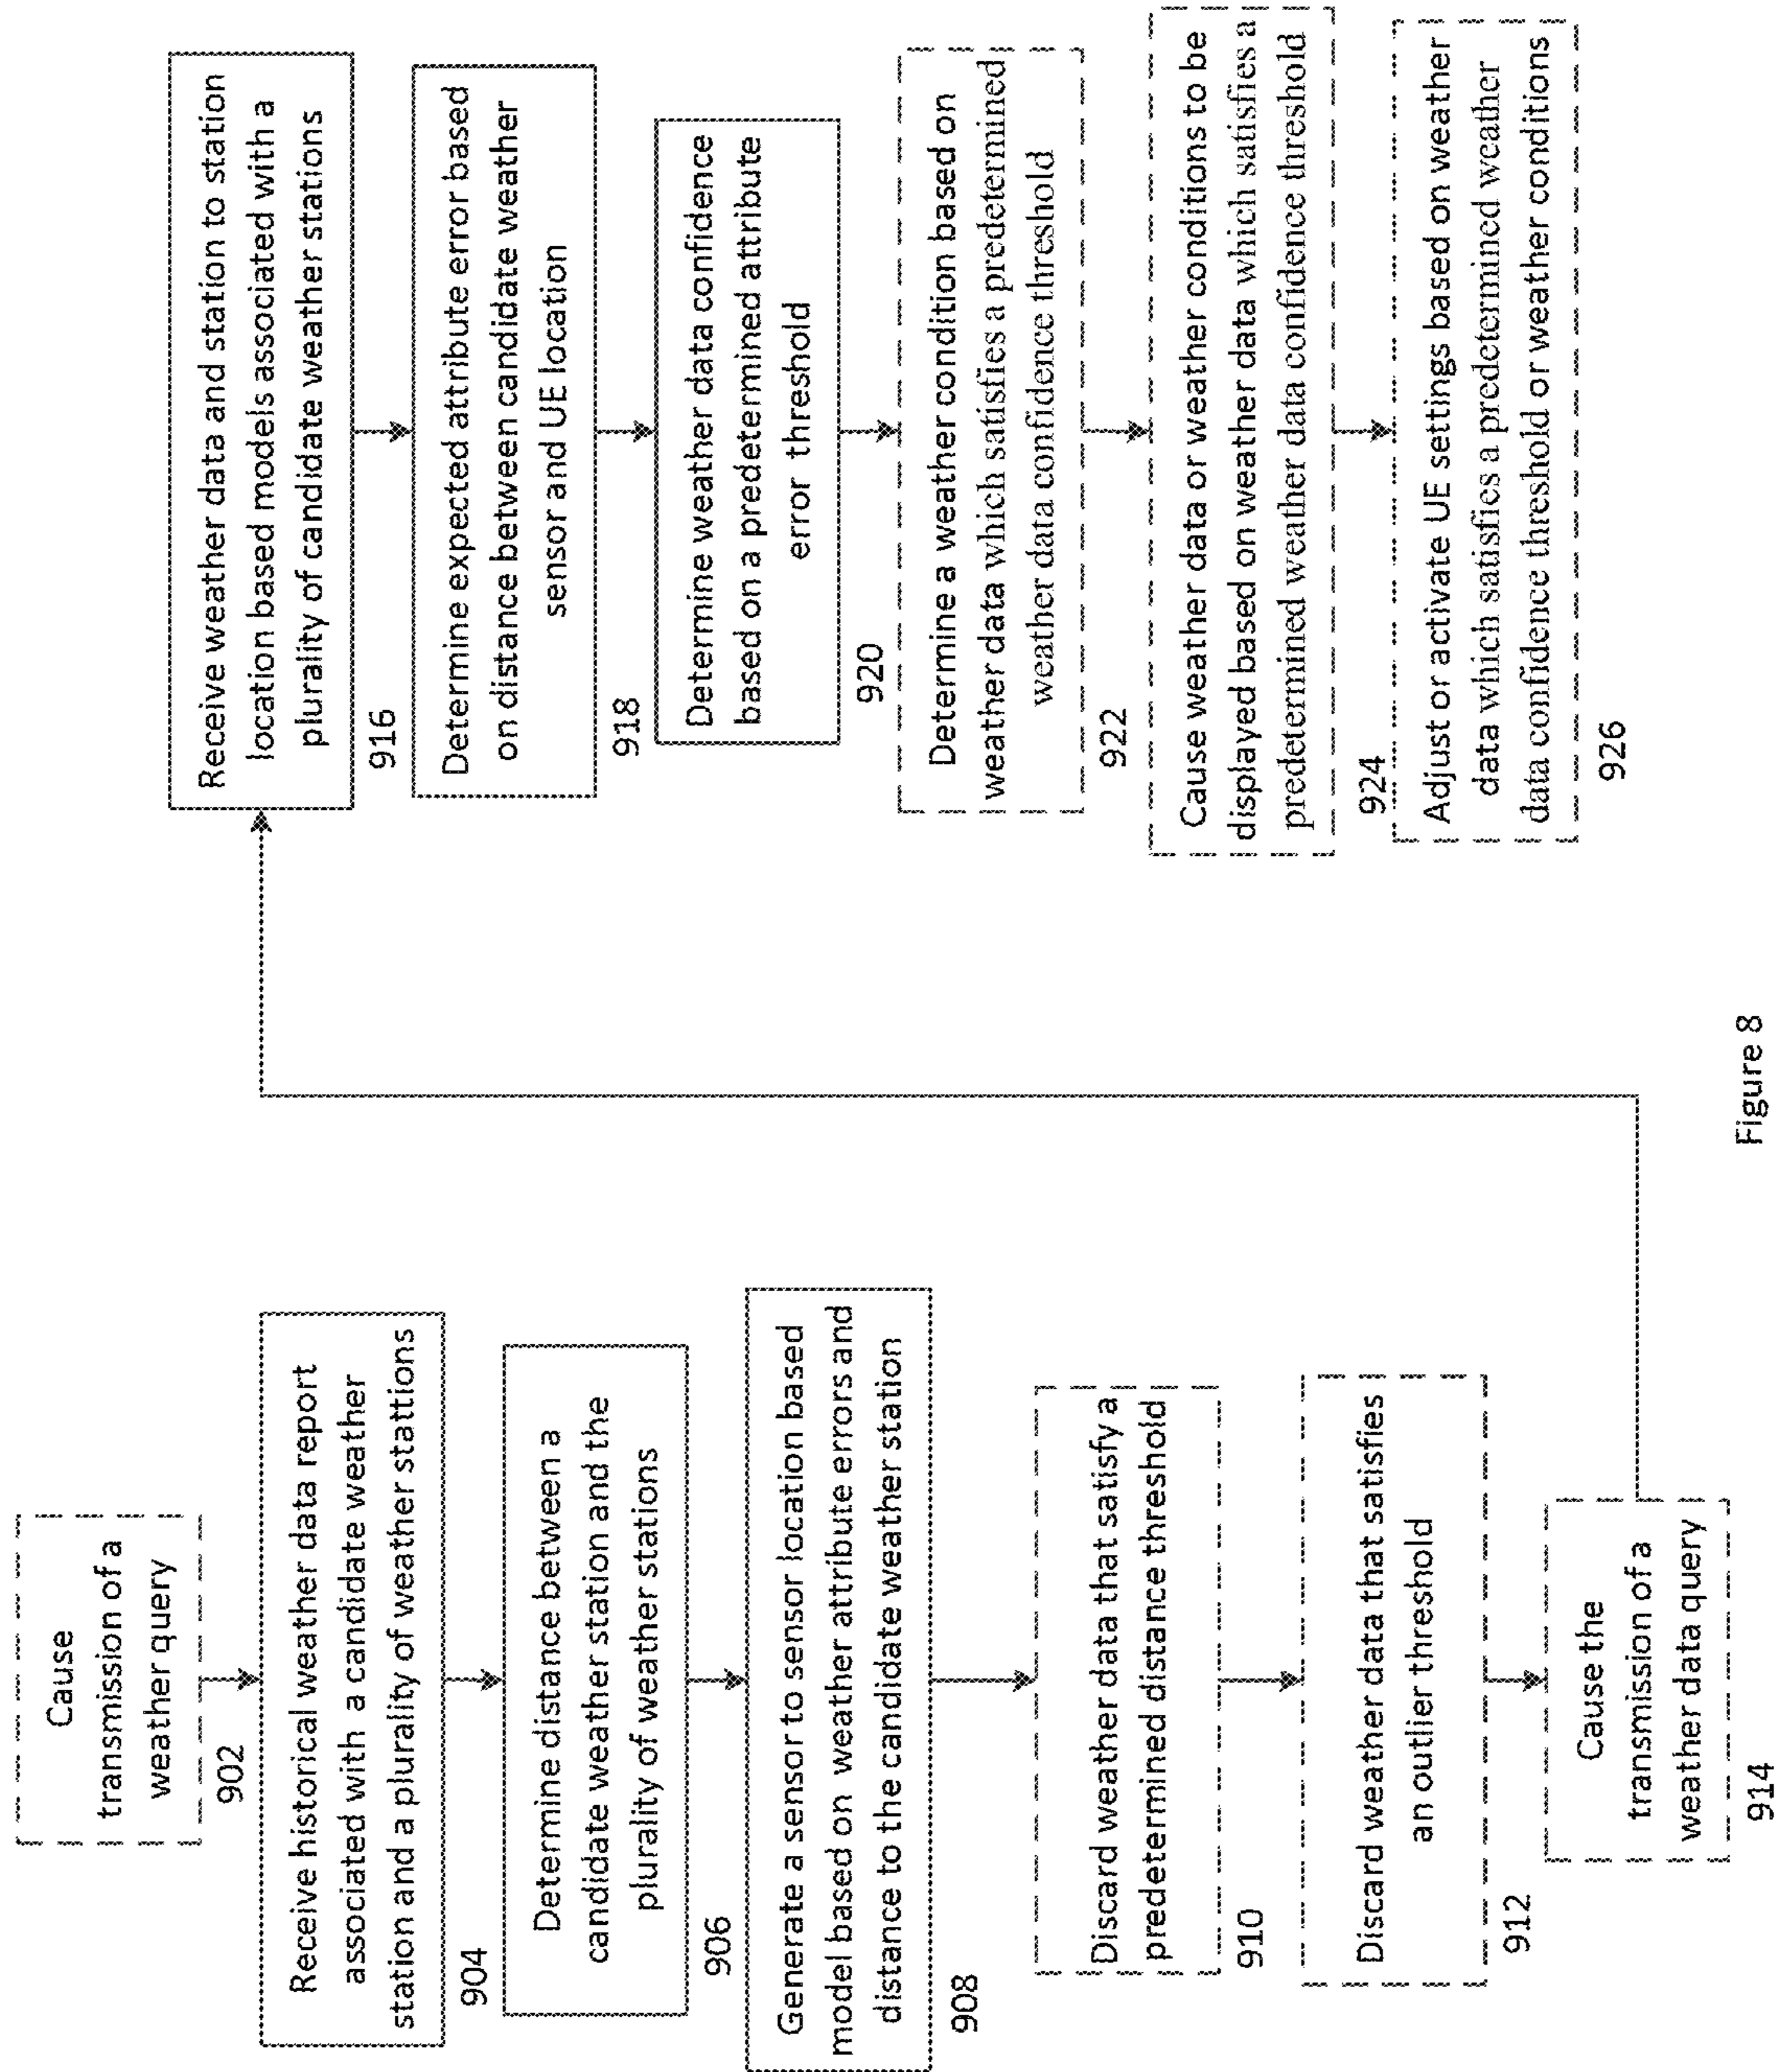 Cause
transmission of a
weather query
902
Receive historical weather data report
associated with a candidate weather
station and a plurality of weather stattions
904
Determine distance between a
candidate weather station and the
plurality of weather stations
906
Generate a sensor to sensor location based
model based on weather attribute errors and
distance to the candidate weather station
908
Discard weather data that satisfy a
predetermined distance threshold
910
Discard weather data that satisfies
an outlier threshold
912
Cause the
transmission of a
weather data query
914
Receive weather data and station to station
location based models associated with a
plurality of candidate weather stations
916
Determine expected attribute error based
on distance between candidate weather
sensor and UE location
918
Determine weather data confidence
based on a predetermined attribute
error threshold
920
Determine a weather condition based on
weather data which satisfies a predetermined
weather data confidence threshold
922
Cause weather data or weather conditions to be
displayed based on weather data which satisfies a
predetermined weather data confidence threshold
924
Adjust or activate UE settings based on weather
data which satisfies a predetermined weather
data confidence threshold or weather conditions
926
Figure 8